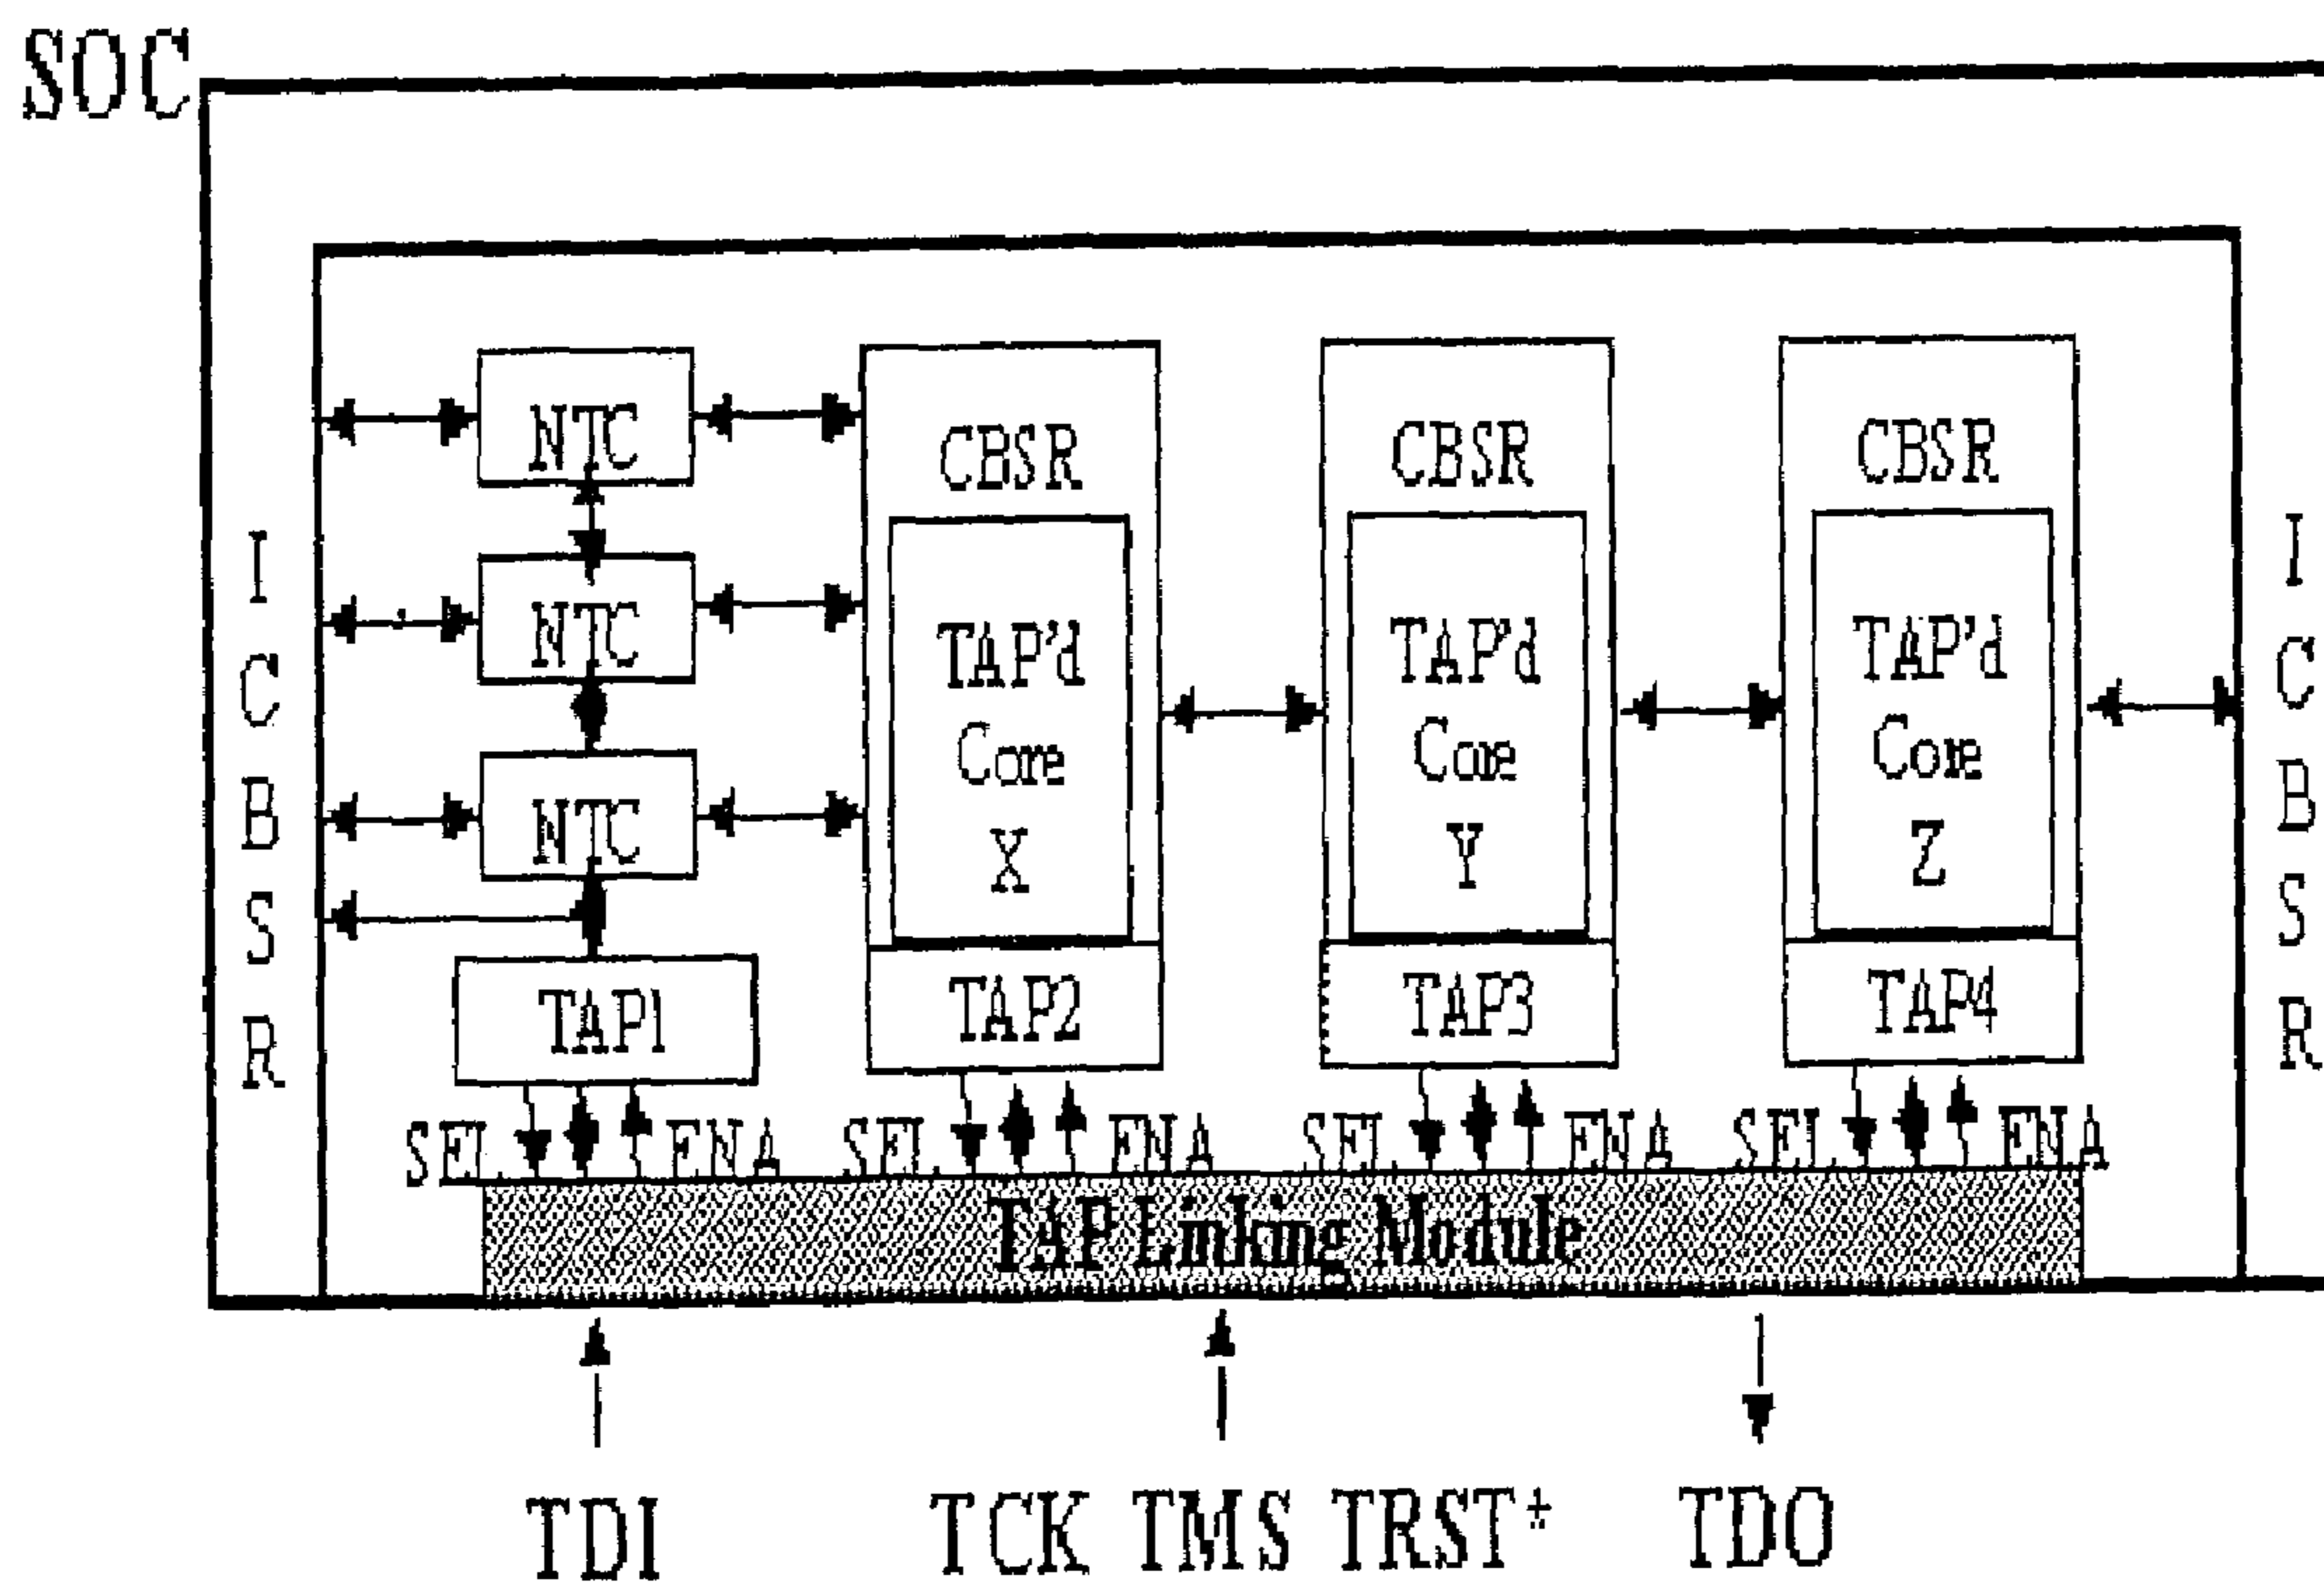 SOC
NTC
NTC
NTC
CBSR
CBSR
CBSR
TAP'd
Core
X
TAP'd
Core
Y
TAP'd
Core
Z
I
C
B
S
R
I
C
B
S
R
TAP1
TAP2
TAP3
TAP4
SEL ENA SEL ENA SEL ENA SEL ENA
TAP Linking Module
TDI TCK TMS TRST* TDO